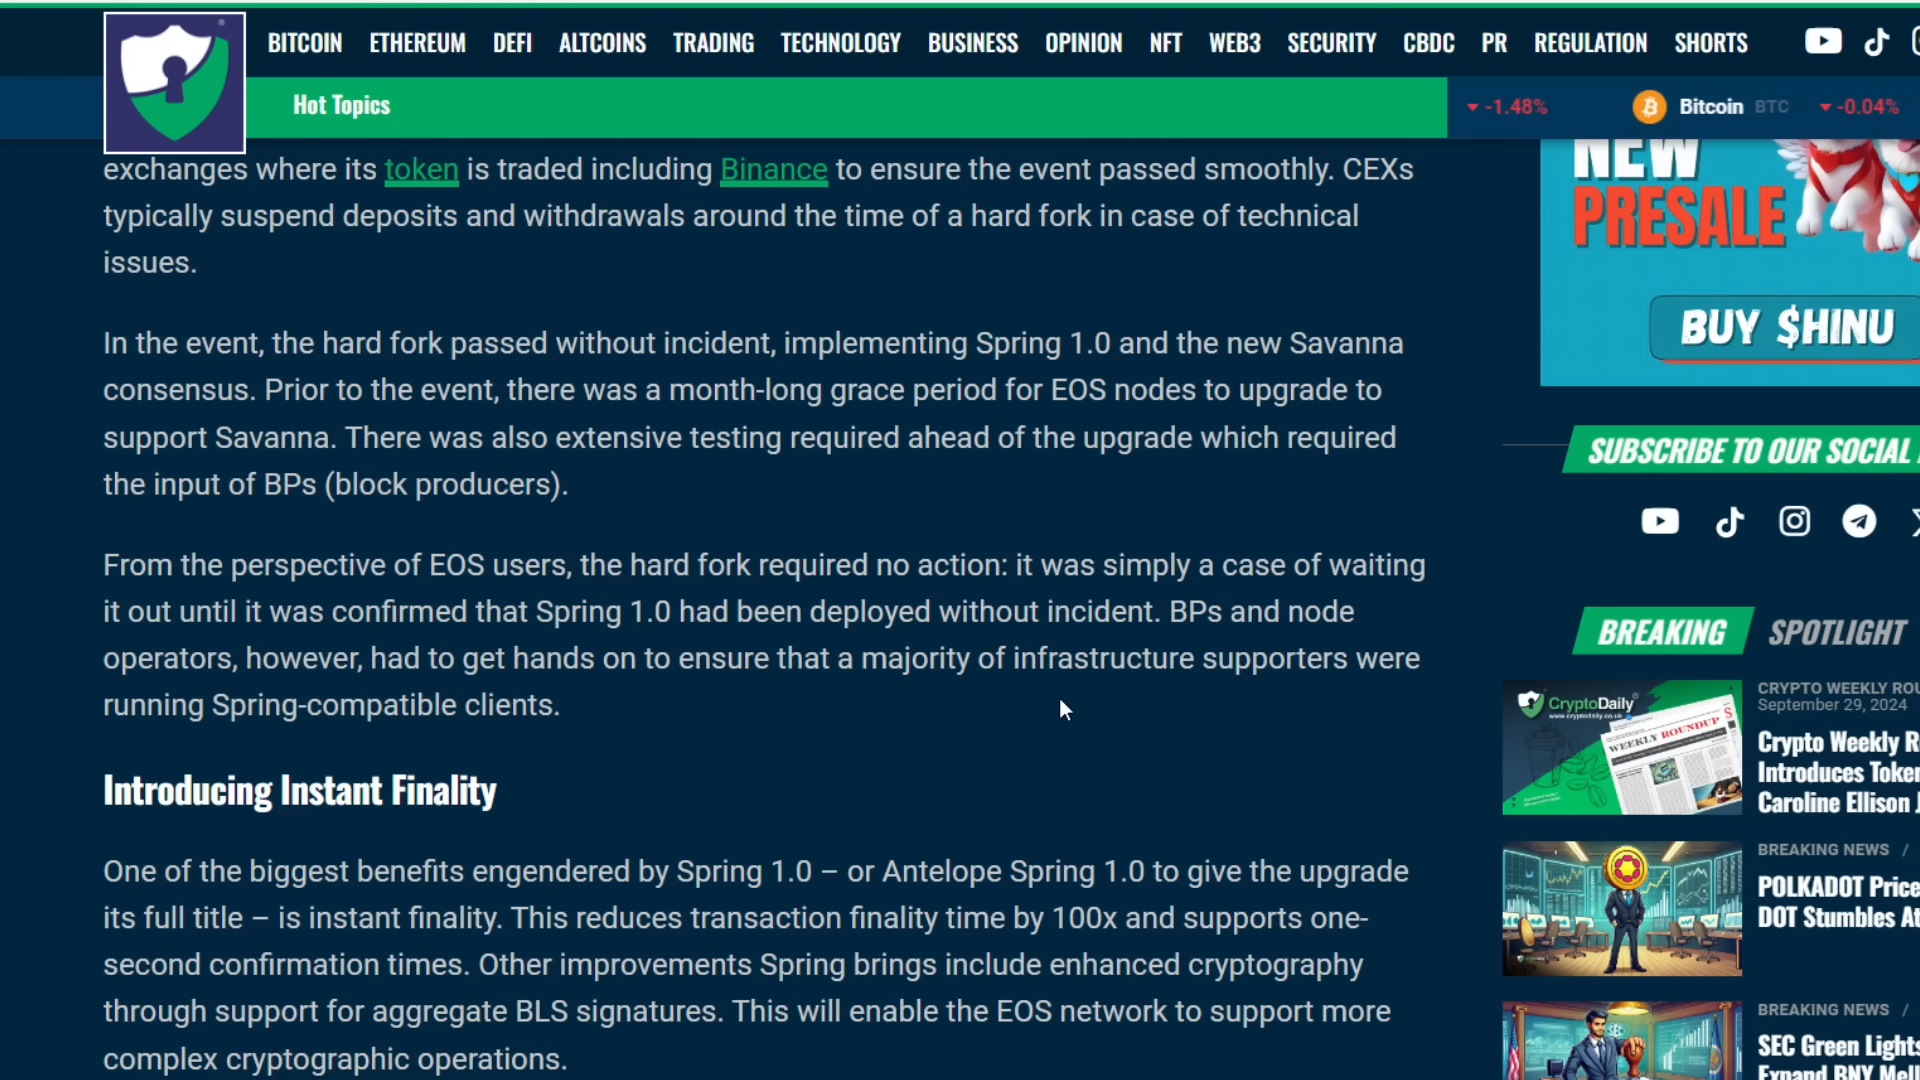 BITCOIN ETHEREUM DEFI ALTCOINS TRADING TECHNOLOGY BUSINESS OPINION NFT WEB3 SECURITY CBDC PR REGULATION SHORTS
Hot Topics
-1.48% Bitcoin BTC -0.04%
exchanges where its token is traded including Binance to ensure the event passed smoothly. CEXs
typically suspend deposits and withdrawals around the time of a hard fork in case of technical
issues.
In the event, the hard fork passed without incident, implementing Spring 1.0 and the new Savanna
consensus. Prior to the event, there was a month-long grace period for EOS nodes to upgrade to
support Savanna. There was also extensive testing required ahead of the upgrade which required
the input of BPs (block producers).
From the perspective of EOS users, the hard fork required no action: it was simply a case of waiting
it out until it was confirmed that Spring 1.0 had been deployed without incident. BPs and node
operators, however, had to get hands on to ensure that a majority of infrastructure supporters were
running Spring-compatible clients.
Introducing Instant Finality
One of the biggest benefits engendered by Spring 1.0 – or Antelope Spring 1.0 to give the upgrade
its full title – is instant finality. This reduces transaction finality time by 100x and supports one-
second confirmation times. Other improvements Spring brings include enhanced cryptography
through support for aggregate BLS signatures. This will enable the EOS network to support more
complex cryptographic operations.
NEW
PRESALE
BUY $HINU
SUBSCRIBE TO OUR SOCIAL
BREAKING SPOTLIGHT
CryptoDaily
www.cryptodaily.co.uk
WEEKLY ROUNDUP
CRYPTO WEEKLY ROU
September 29, 2024
Crypto Weekly R
Introduces Token
Caroline Ellison J
BREAKING NEWS /
POLKADOT Price
DOT Stumbles At
BREAKING NEWS /
SEC
SEC Green Lights
Expand BNY Mell